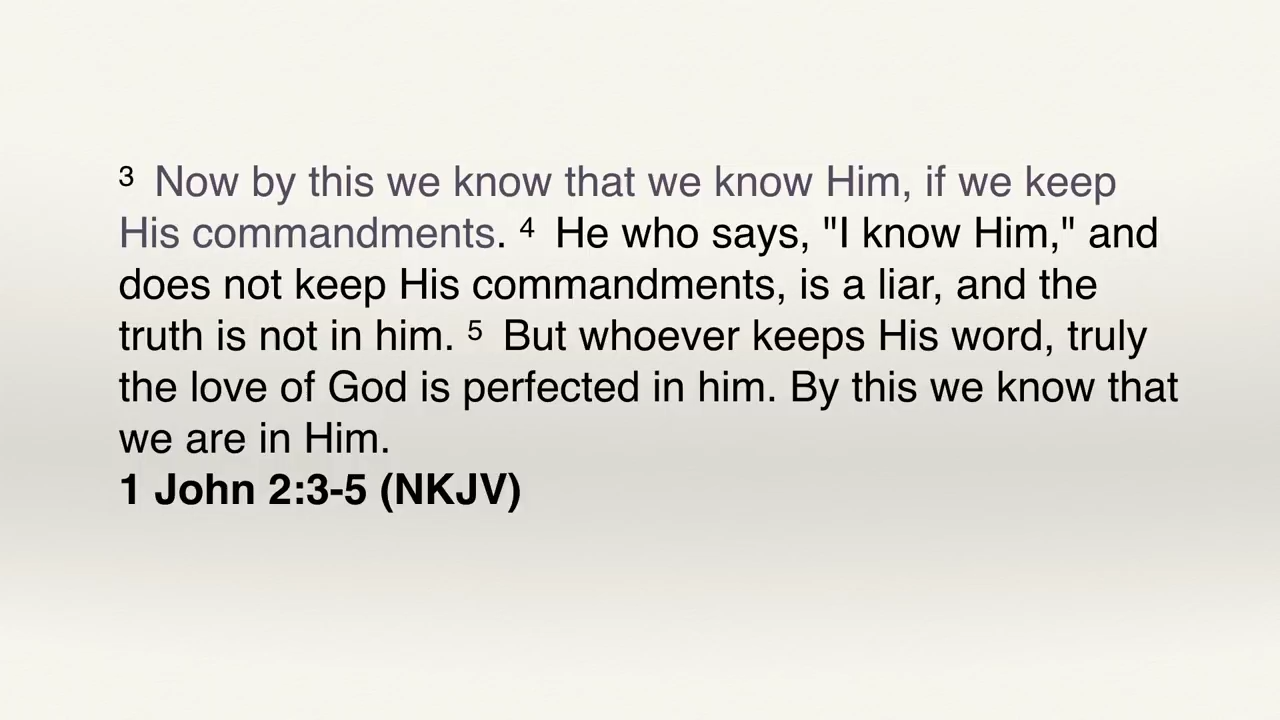 3 Now by this we know that we know Him, if we keep
His commandments. 4 He who says, "I know Him," and
does not keep His commandments, is a liar, and the
truth is not in him. 5 But whoever keeps His word, truly
the love of God is perfected in him. By this we know that
we are in Him.
1 John 2:3-5 (NKJV)